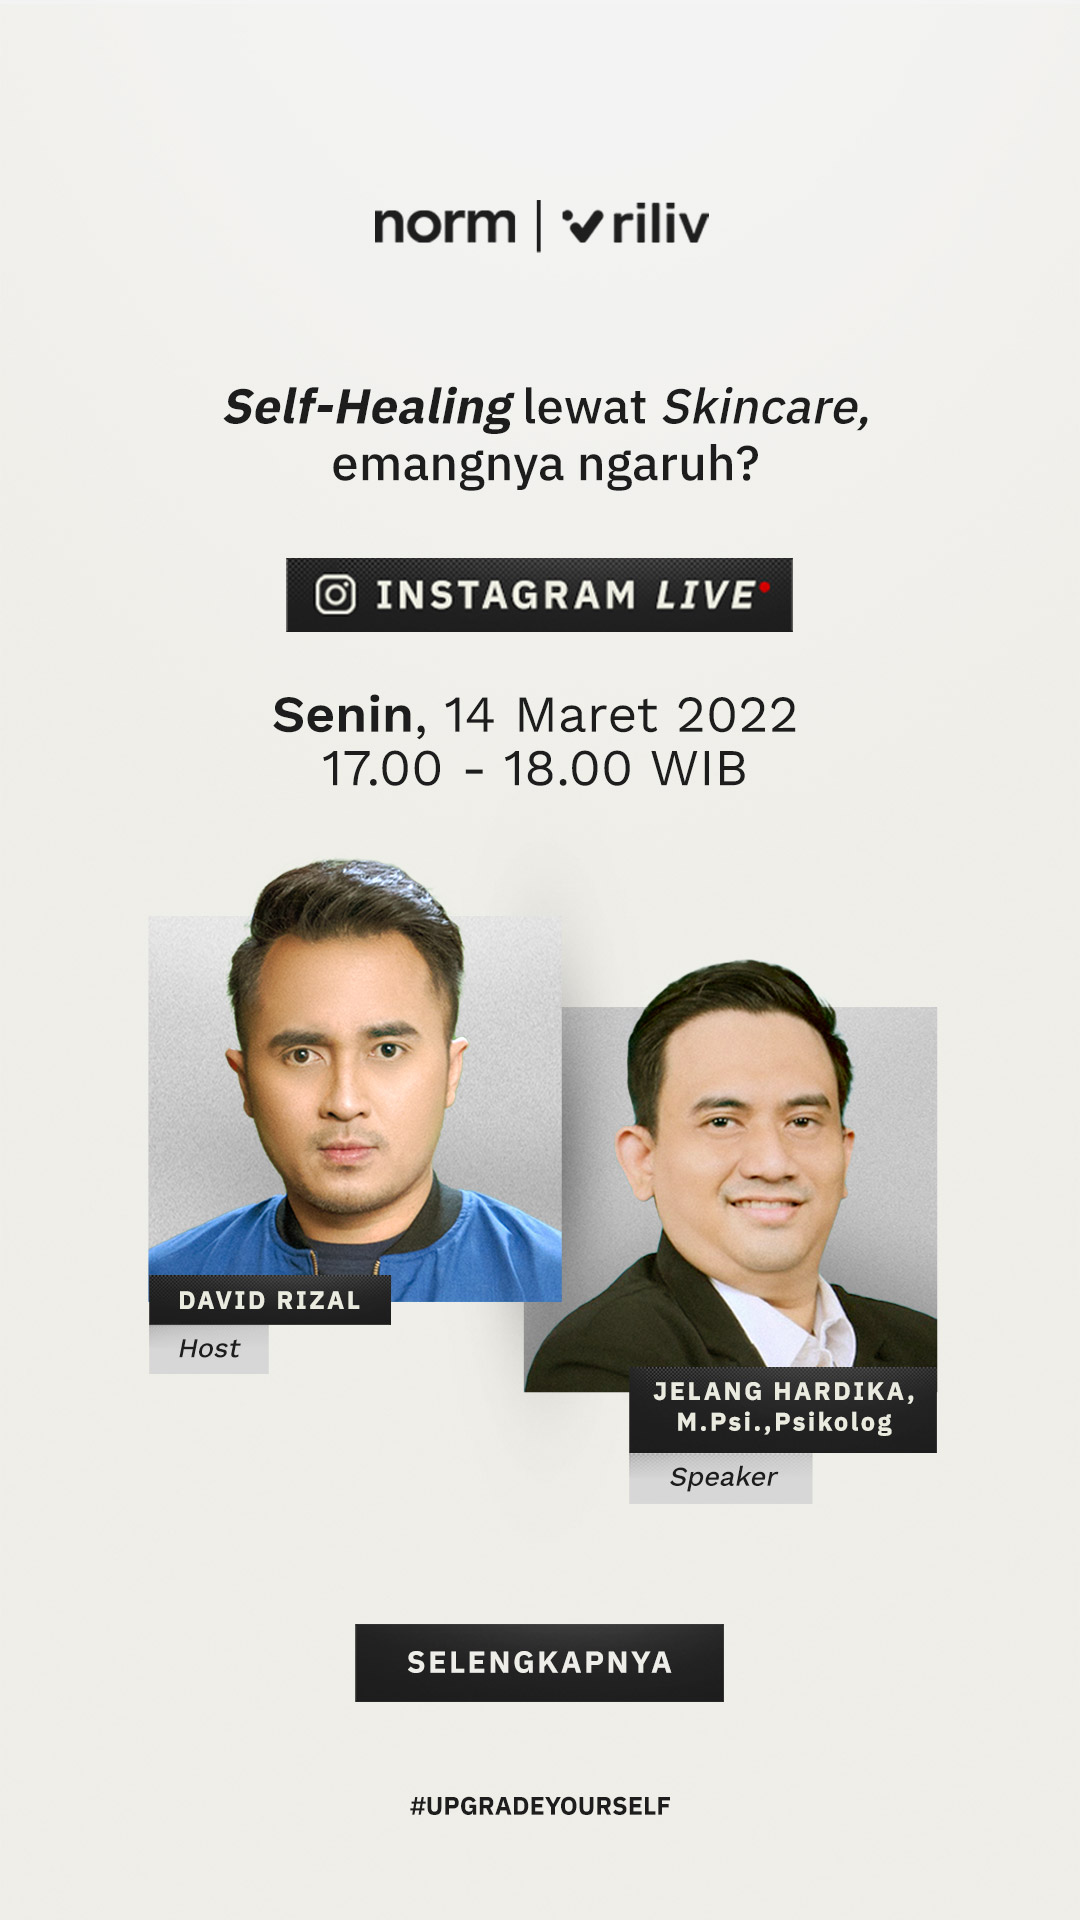 norm | riliv
Self-Healing lewat Skincare,
emangnya ngaruh?
INSTAGRAM LIVE
Senin, 14 Maret 2022
17.00 - 18.00 WIB
DAVID RIZAL
Host
JELANG HARDIKA,
M.Psi.,Psikolog
Speaker
SELENGKAPNYA
#UPGRADEYOURSELF